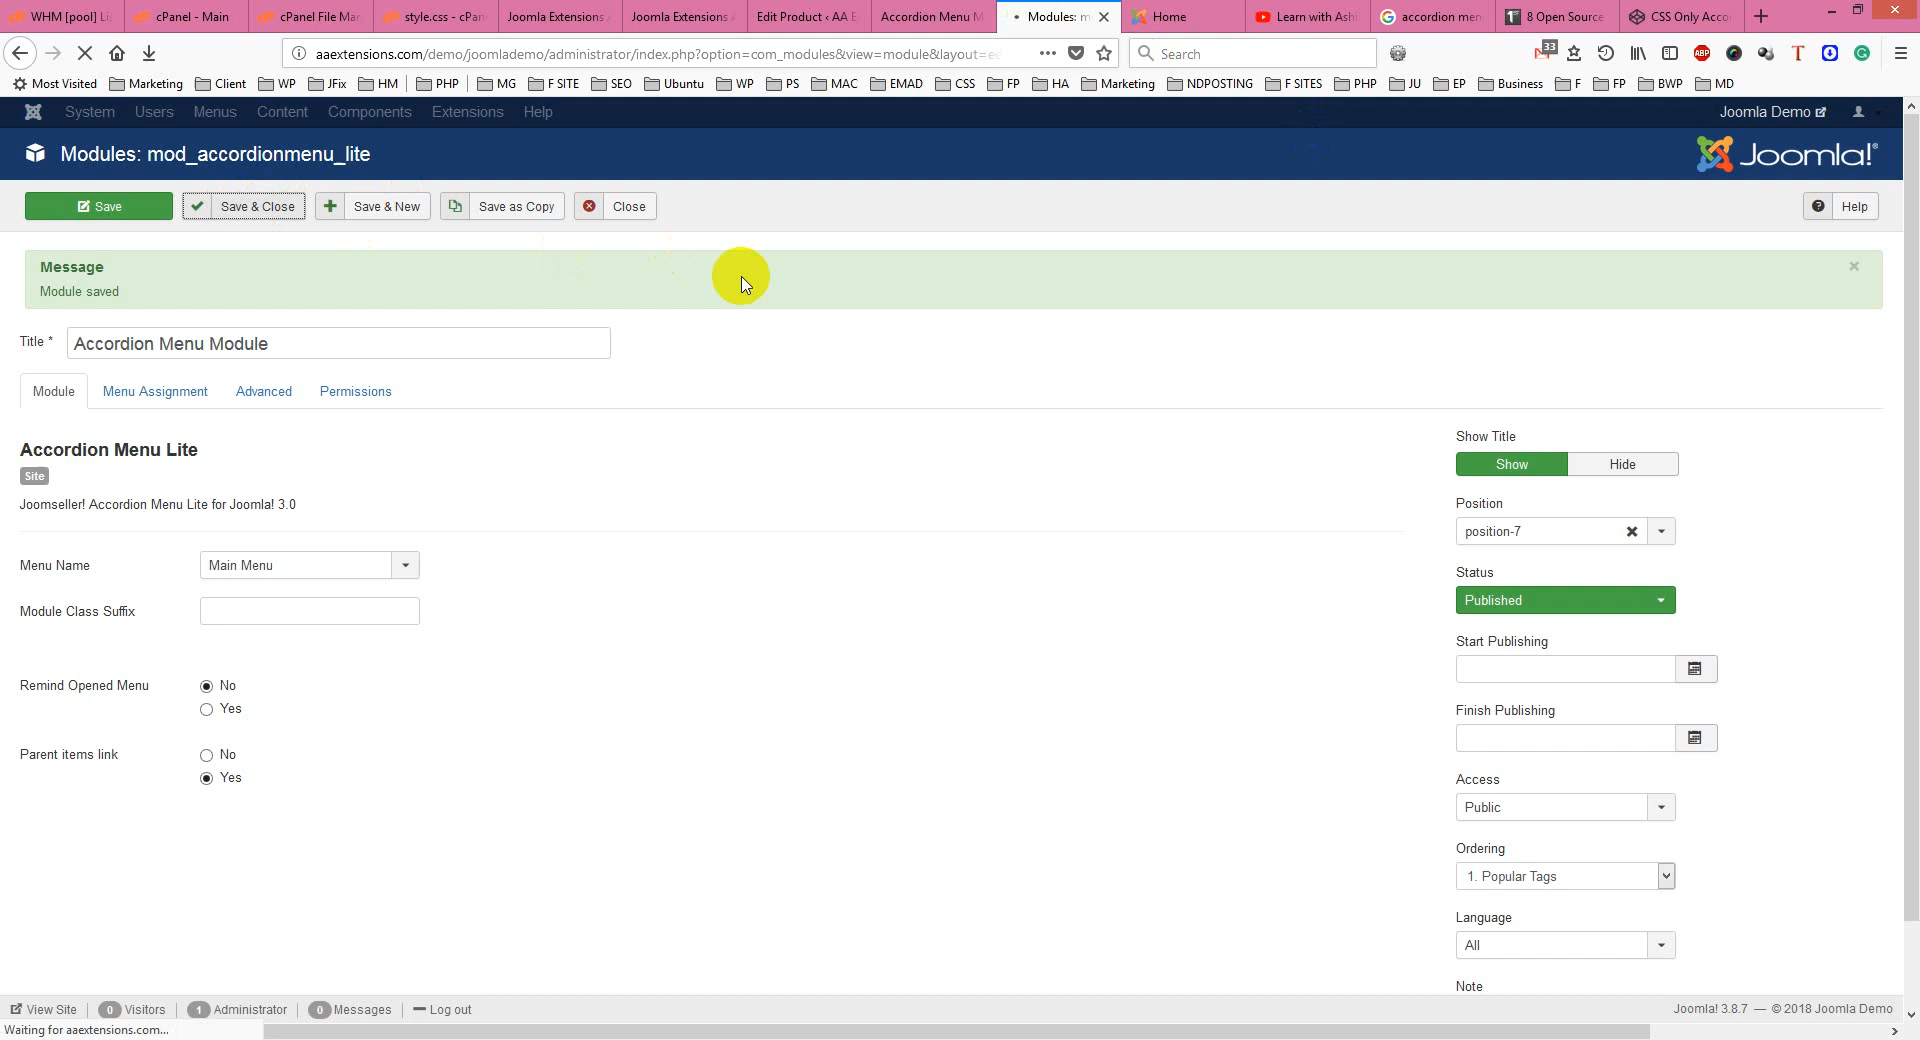 WHM [pool] Li
cPanel - Main
cPanel File Ma
style.css - cPan
Joomla Extensions
Joomla Extensions
Edit Product ‹ AA E
Accordion Menu M
Modules: m
Home
Learn with Ash
accordion men
8 Open Source
CSS Only Acco
aaextensions.com/demo/joomlademo/administrator/index.php?option=com_modules&view=module&layout=e
Search
33
ABP
Most Visited Marketing Client WP JFix HM PHP MG F SITE SEO Ubuntu WP PS MAC EMAD CSS FP HA Marketing NDPOSTING F SITES PHP JU EP Business F FP BWP MD
System Users Menus Content Components Extensions Help
Joomla Demo
Modules: mod_accordionmenu_lite
Joomla!®
Save
Save & Close
Save & New
Save as Copy
Close
Help
Message
Module saved
Title *
Accordion Menu Module
Module
Menu Assignment
Advanced
Permissions
Accordion Menu Lite
Site
Joomseller! Accordion Menu Lite for Joomla! 3.0
Menu Name
Main Menu
Module Class Suffix
Remind Opened Menu
No
Yes
Parent items link
No
Yes
Show Title
Show
Hide
Position
position-7
Status
Published
Start Publishing
Finish Publishing
Access
Public
Ordering
1. Popular Tags
Language
All
Note
View Site
0 Visitors
1 Administrator
0 Messages
Log out
Joomla! 3.8.7 — © 2018 Joomla Demo
Waiting for aaextensions.com...